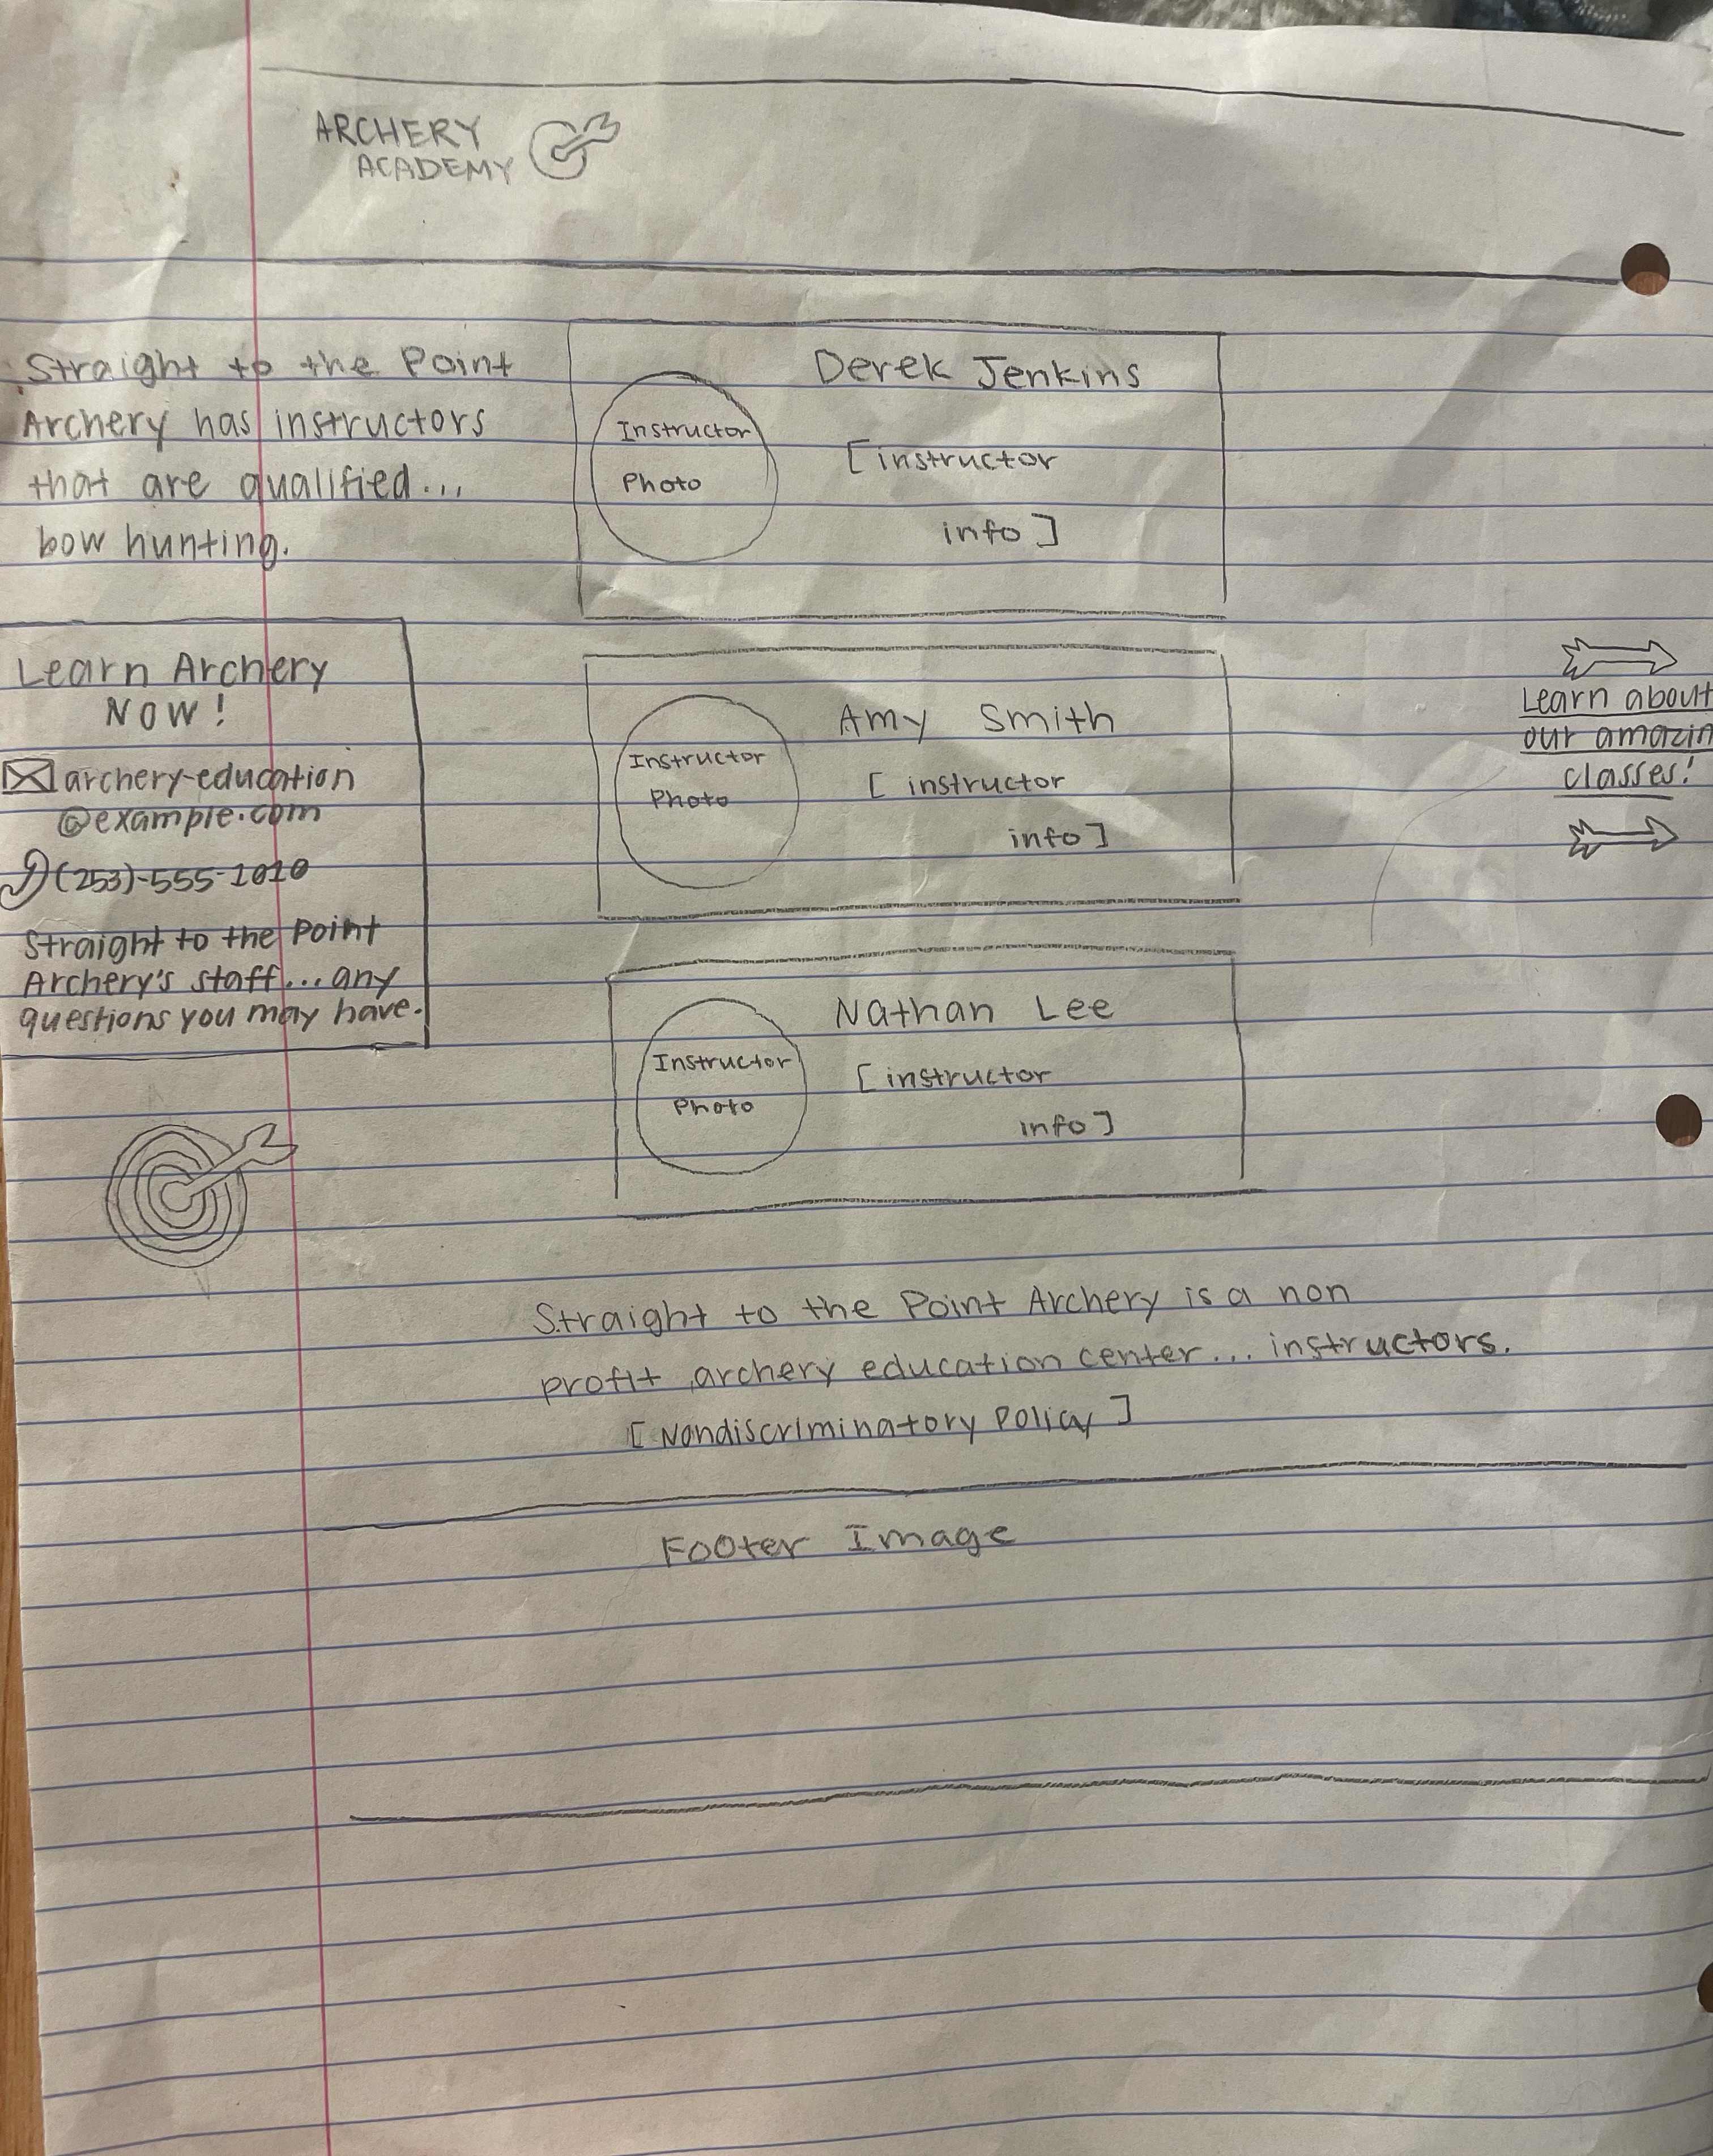 ARCHERY
ACADEMY
Straight to the Point
Archery has instructors
that are qualified...
bow hunting.
Learn Archery
NOW!
archery-education
@example.com
(253)-555-1010
Straight to the Point
Archery's staff... any
questions you may have.
Derek Jenkins
Instructor
Photo
[instructor
info]
Amy Smith
Instructor
Photo
[instructor
info]
Nathan Lee
Instructor
Photo
[instructor
info]
Learn about
our amazin
classes!
Straight to the Point Archery is a non
profit archery education center... instructors.
[Nondiscriminatory Policy]
Footer Image